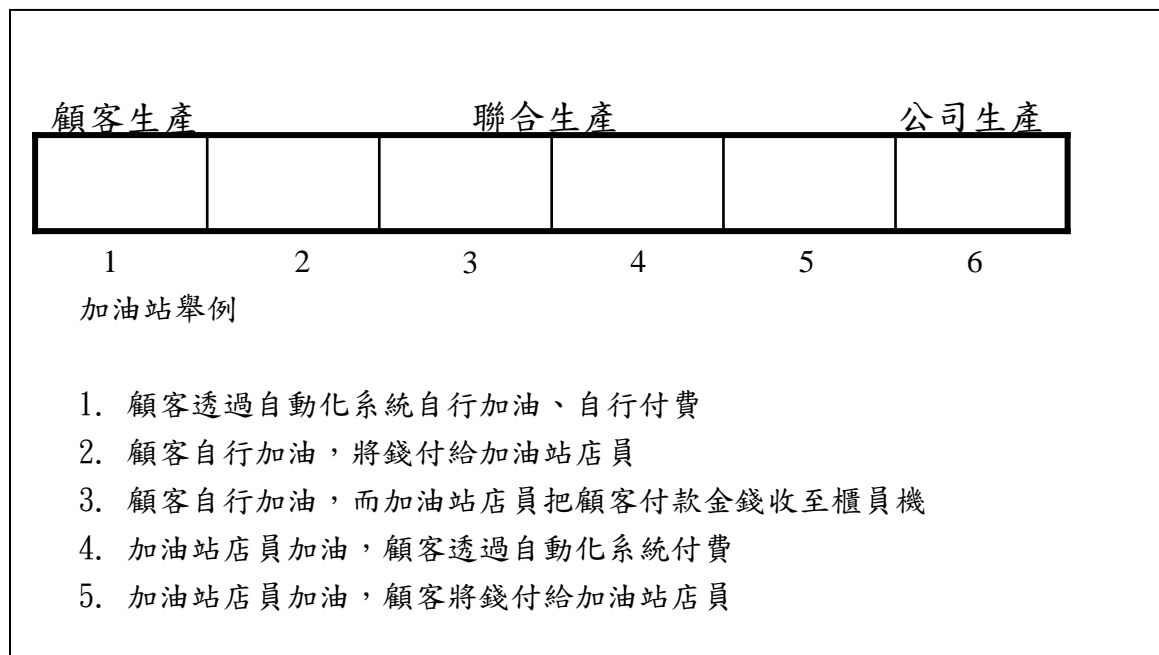 顧客生產 聯合生產 公司生產
1 2 3 4 5 6
加油站舉例
1. 顧客透過自動化系統自行加油、自行付費
2. 顧客自行加油，將錢付給加油站店員
3. 顧客自行加油，而加油站店員把顧客付款金錢收至櫃員機
4. 加油站店員加油，顧客透過自動化系統付費
5. 加油站店員加油，顧客將錢付給加油站店員